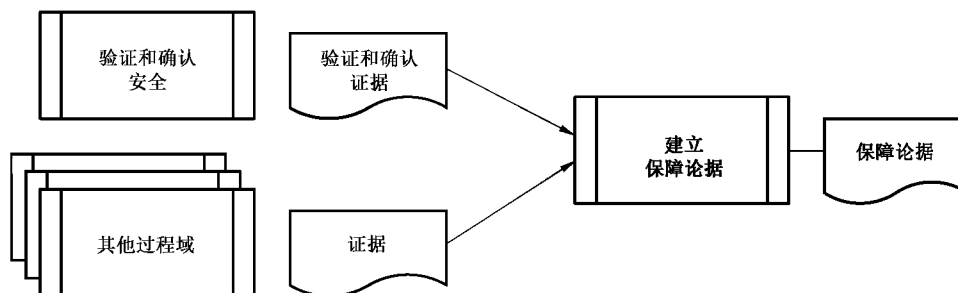 验证和确认
安全
验证和确认
证据
建立
保障论据
保障论据
其他过程域
证据